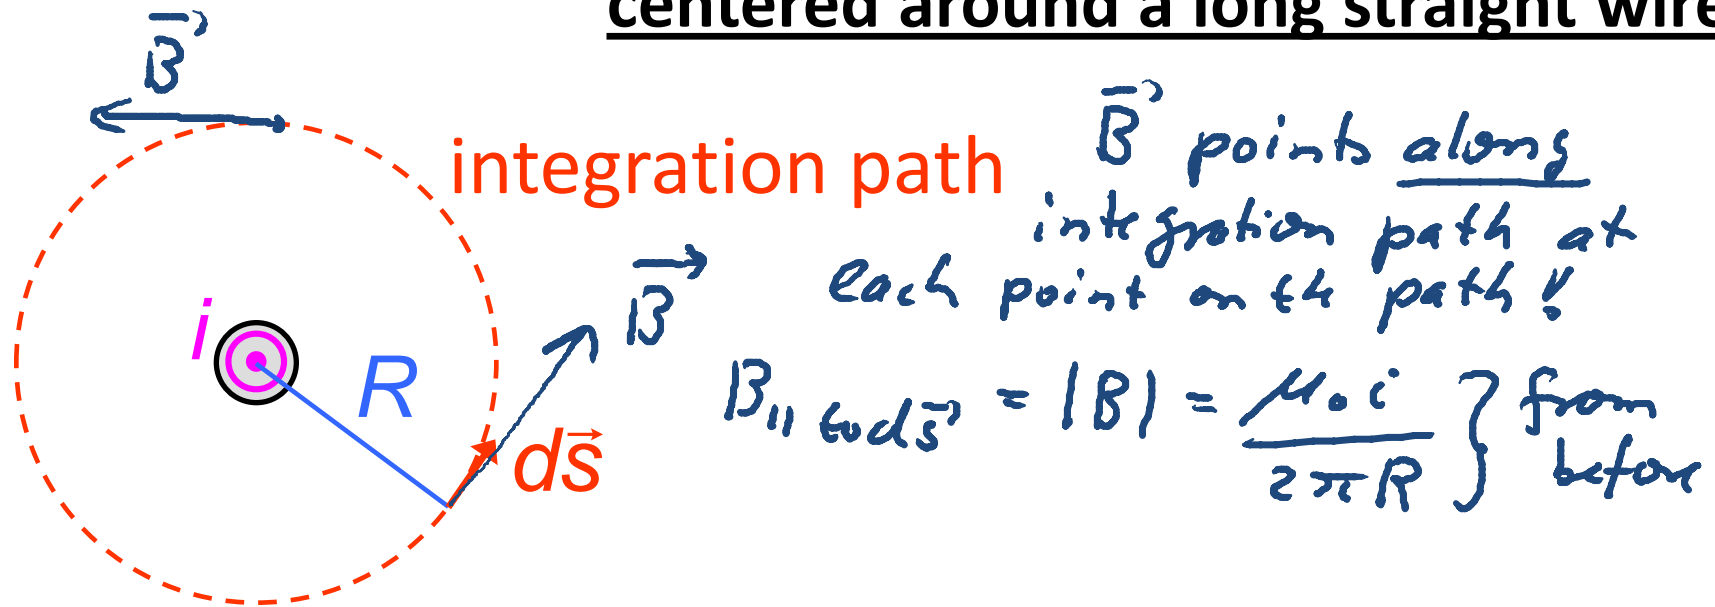 centered around a long straight wire
B⃗
integration path
B⃗ points along
integration path at
each point on the path!
B⃗
i
R
ds⃗
B∥ to ds⃗ = |B| = μ₀i / 2πR } from before